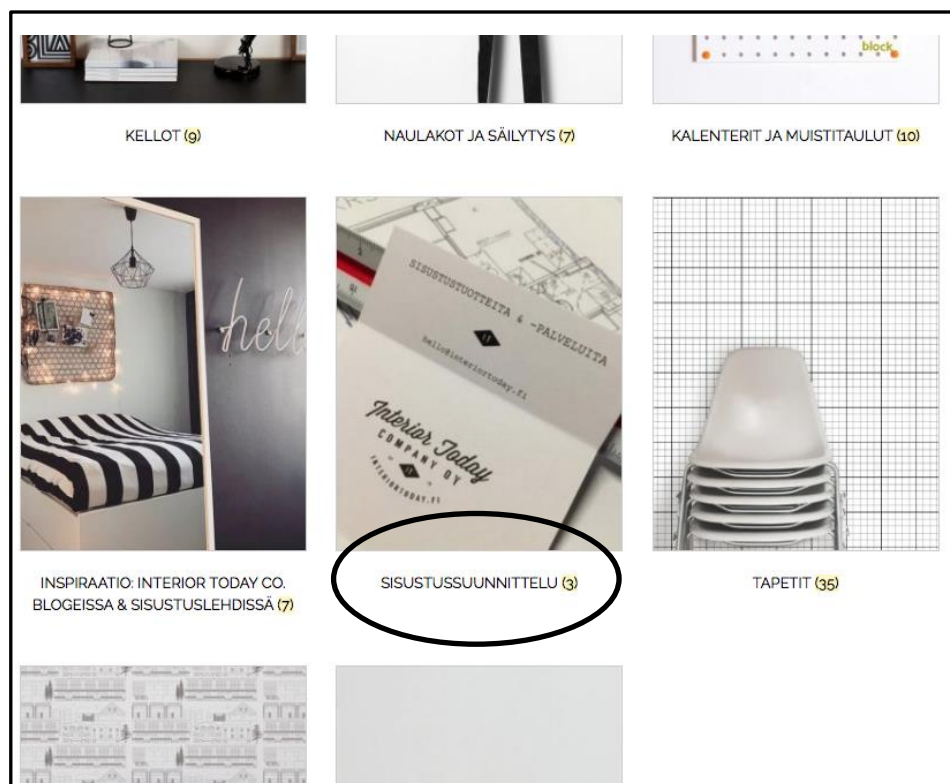 block
KELLOT (9)
NAULAKOT JA SÄILYTYS (7)
KALENTERIT JA MUISTITAULUT (10)
hell
SISUSTUSTUOTTEITA & -PALVELUITA
hello@interiortoday.fi
Interior Today
COMPANY OY
INTERIORTODAY.FI
INSPIRAATIO: INTERIOR TODAY CO.
BLOGEISSA & SISUSTUSLEHDISSÄ (7)
SISUSTUSSUUNNITTELU (3)
TAPETIT (35)